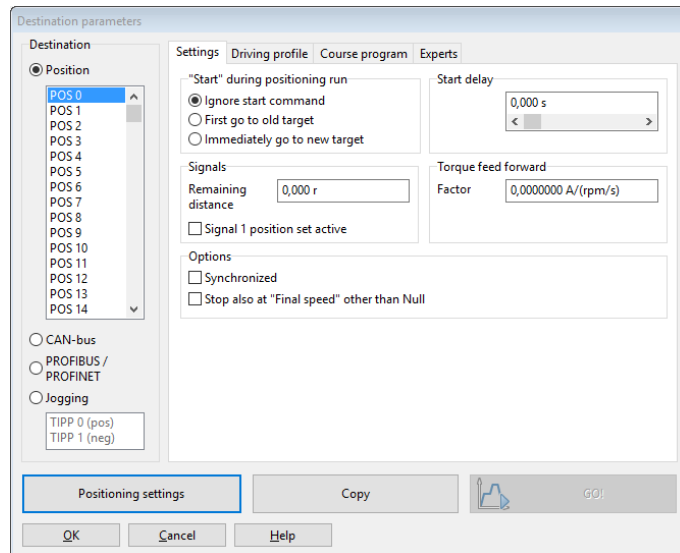 Destination parameters
Destination
Position
POS 0
POS 1
POS 2
POS 3
POS 4
POS 5
POS 6
POS 7
POS 8
POS 9
POS 10
POS 11
POS 12
POS 13
POS 14
CAN-bus
PROFIBUS /
PROFINET
Jogging
TIPP 0 (pos)
TIPP 1 (neg)
Settings Driving profile Course program Experts
"Start" during positioning run
Ignore start command
First go to old target
Immediately go to new target
Start delay
0,000 s
Signals
Remaining
distance
0,000 r
Signal 1 position set active
Torque feed forward
Factor 0,0000000 A/(rpm/s)
Options
Synchronized
Stop also at "Final speed" other than Null
Positioning settings Copy GO!
OK Cancel Help